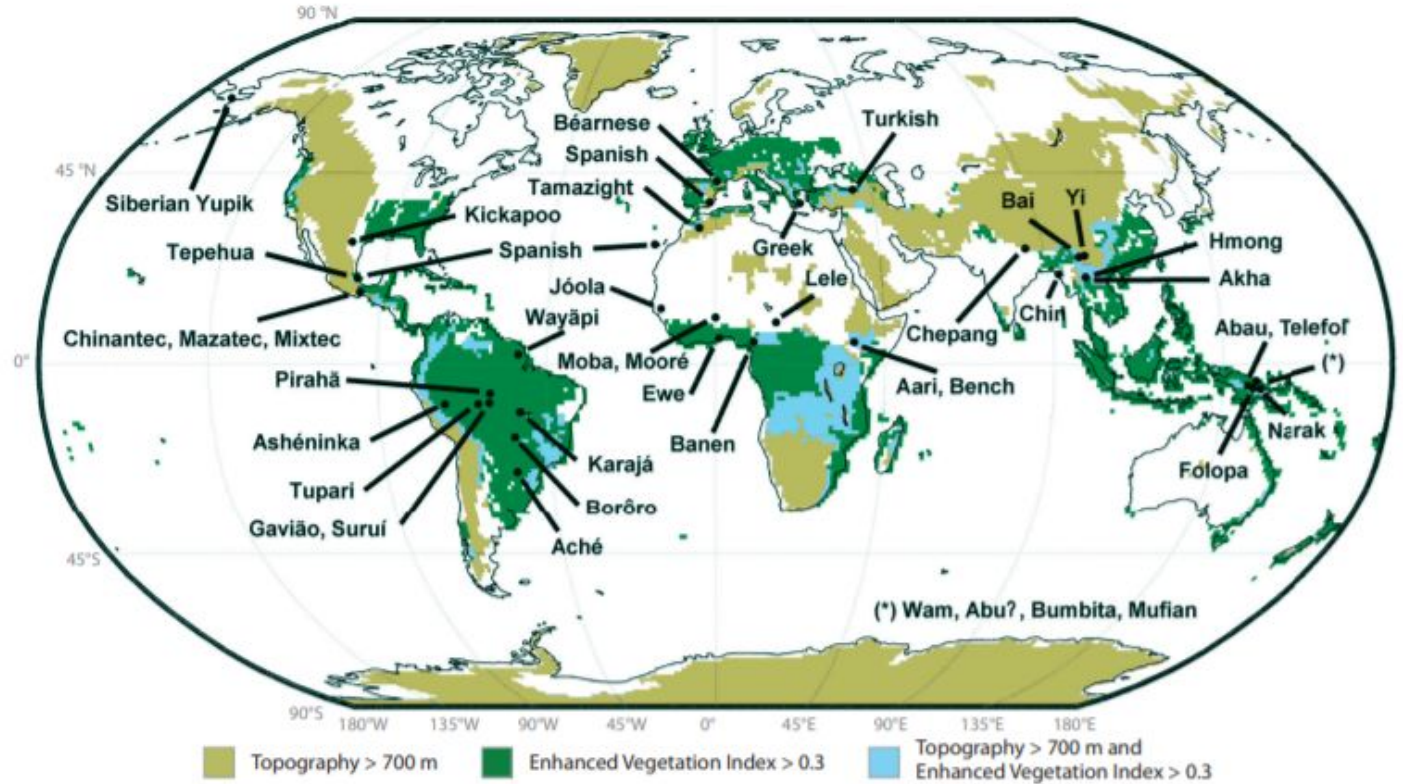 90 °N
Béarnese
Turkish
Spanish
45 °N
Tamazight
Siberian Yupik
Bai
Yi
Kickapoo
Hmong
Tepehua
Spanish
Greek
Akha
Jóola
Lele
Wayãpi
Chepang
Chin
Chinantec, Mazatec, Mixtec
Abau, Telefol
0°
Moba, Mooré
(*)
Pirahã
Aari, Bench
Ewe
Narak
Ashéninka
Banen
Karajá
Folopa
Tupari
Borôro
Gavião, Suruí
Aché
45°S
(*) Wam, Abu?, Bumbita, Mufian
90°S
180°W 135°W 90°W 45°W 0° 45°E 90°E 135°E 180°E
Topography > 700 m
Enhanced Vegetation Index > 0.3
Topography > 700 m and
Enhanced Vegetation Index > 0.3